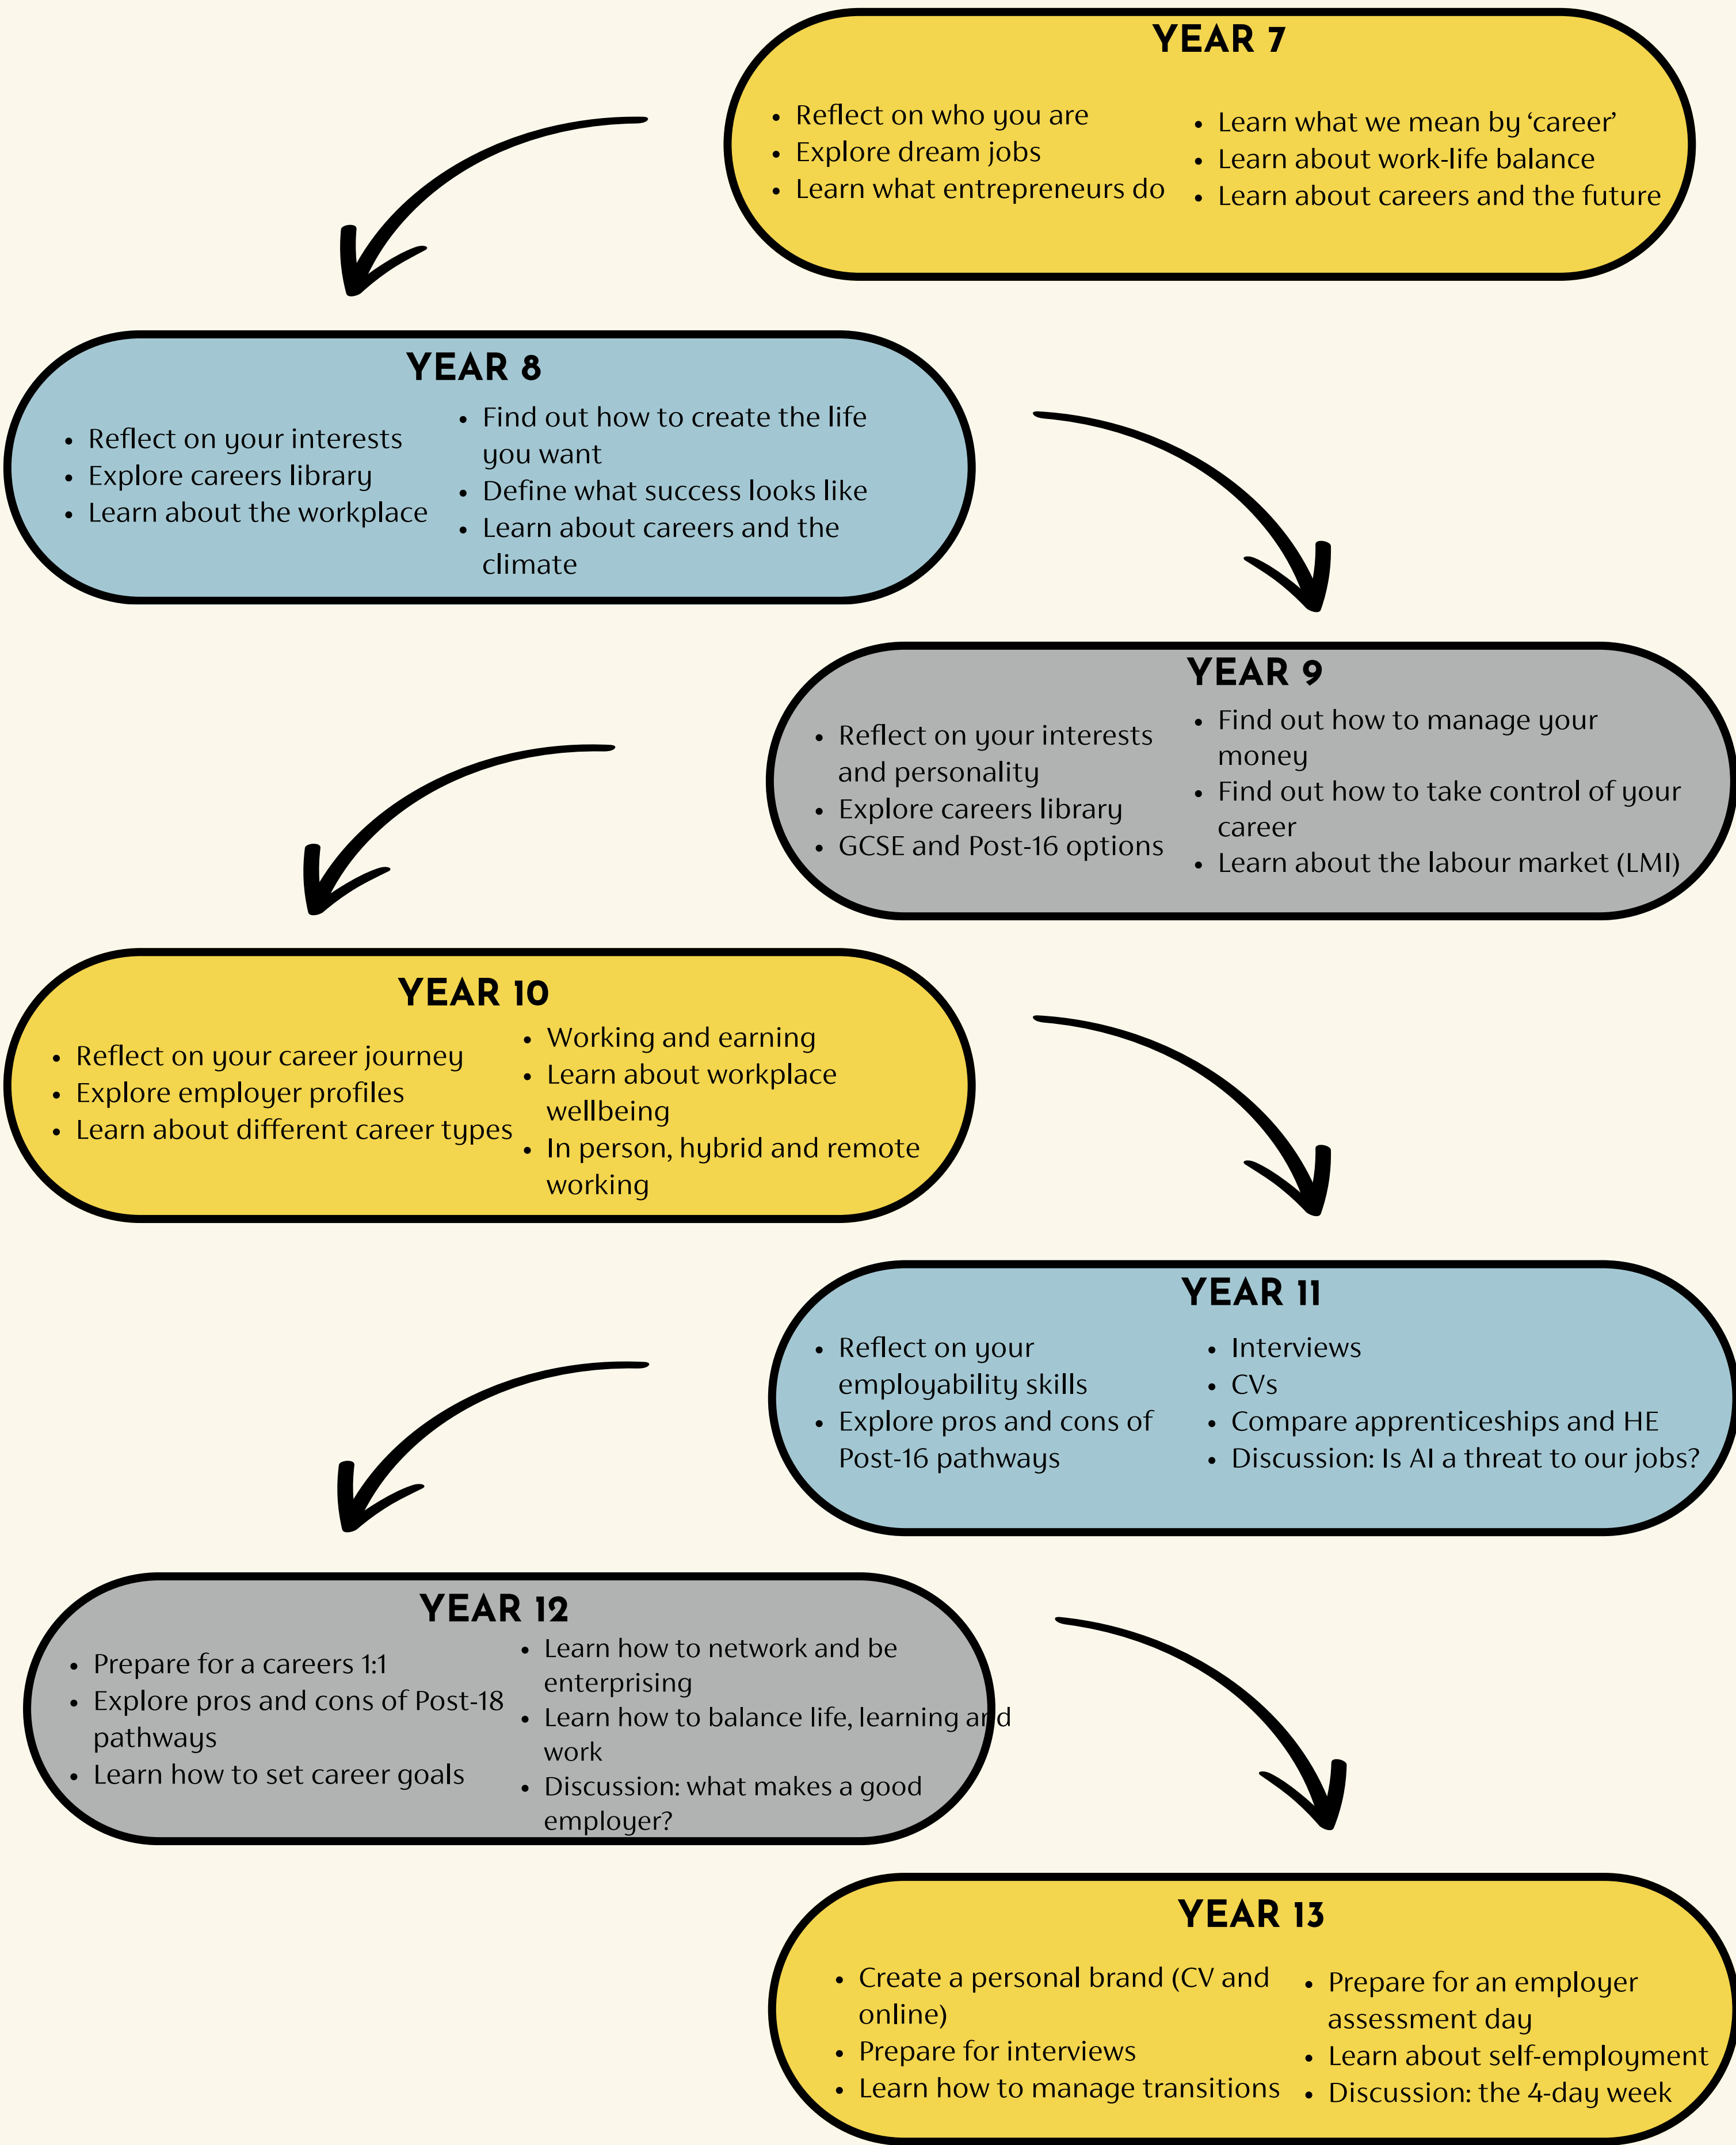 YEAR 7
• Reflect on who you are
• Explore dream jobs
• Learn what entrepreneurs do
• Learn what we mean by ‘career’
• Learn about work-life balance
• Learn about careers and the future
YEAR 8
• Reflect on your interests
• Explore careers library
• Learn about the workplace
• Find out how to create the life
you want
• Define what success looks like
• Learn about careers and the
climate
YEAR 9
• Reflect on your interests
and personality
• Explore careers library
• GCSE and Post-16 options
• Find out how to manage your
money
• Find out how to take control of your
career
• Learn about the labour market (LMI)
YEAR 10
• Reflect on your career journey
• Explore employer profiles
• Learn about different career types
• Working and earning
• Learn about workplace
wellbeing
• In person, hybrid and remote
working
YEAR 11
• Reflect on your
employability skills
• Explore pros and cons of
Post-16 pathways
• Interviews
• CVs
• Compare apprenticeships and HE
• Discussion: Is AI a threat to our jobs?
YEAR 12
• Prepare for a careers 1:1
• Explore pros and cons of Post-18
pathways
• Learn how to set career goals
• Learn how to network and be
enterprising
• Learn how to balance life, learning and
work
• Discussion: what makes a good
employer?
YEAR 13
• Create a personal brand (CV and
online)
• Prepare for interviews
• Learn how to manage transitions
• Prepare for an employer
assessment day
• Learn about self-employment
• Discussion: the 4-day week